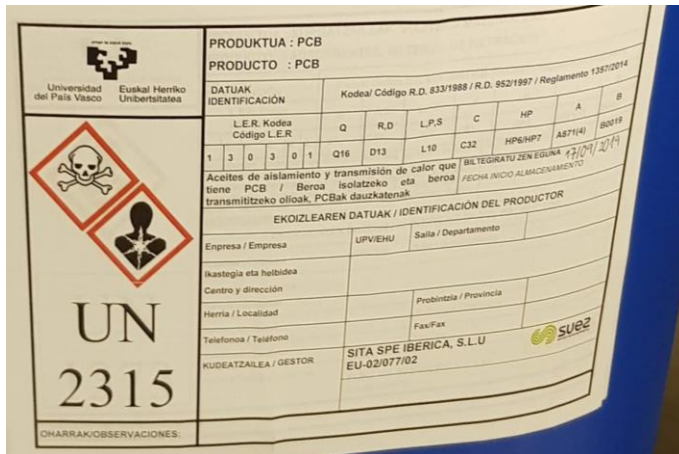 Universidad del País Vasco
Euskal Herriko Unibertsitatea
UN
2315
OHARRAK/OBSERVACIONES:
PRODUKTUA : PCB
PRODUCTO : PCB
DATUAK
IDENTIFICACIÓN
Kodea/ Código R.D. 833/1988 / R.D. 952/1997 / Reglamento 1357/2014
L.E.R. Kodea
Código L.E.R
Q R,D L,P,S C HP A B
1 3 0 3 0 1 Q16 D13 L10 C32 HP6/HP7 A871(4) B0019
Aceites de aislamiento y transmisión de calor que
tiene PCB / Beroa isolatzeko eta beroa
transmititzeko olioak, PCBak dauzkatenak
BILTEGIRATU ZEN EGUNA 17/09/2019
FECHA INICIO ALMACENAMIENTO
EKOIZLEAREN DATUAK / IDENTIFICACIÓN DEL PRODUCTOR
Enpresa / Empresa UPV/EHU Saila / Departamento
Ikastegia eta helbidea
Centro y dirección
Herria / Localidad Probintzia / Provincia
Telefonoa / Teléfono Fax/Fax
KUDEATZAILEA / GESTOR
SITA SPE IBERICA, S.L.U
EU-02/077/02
suez